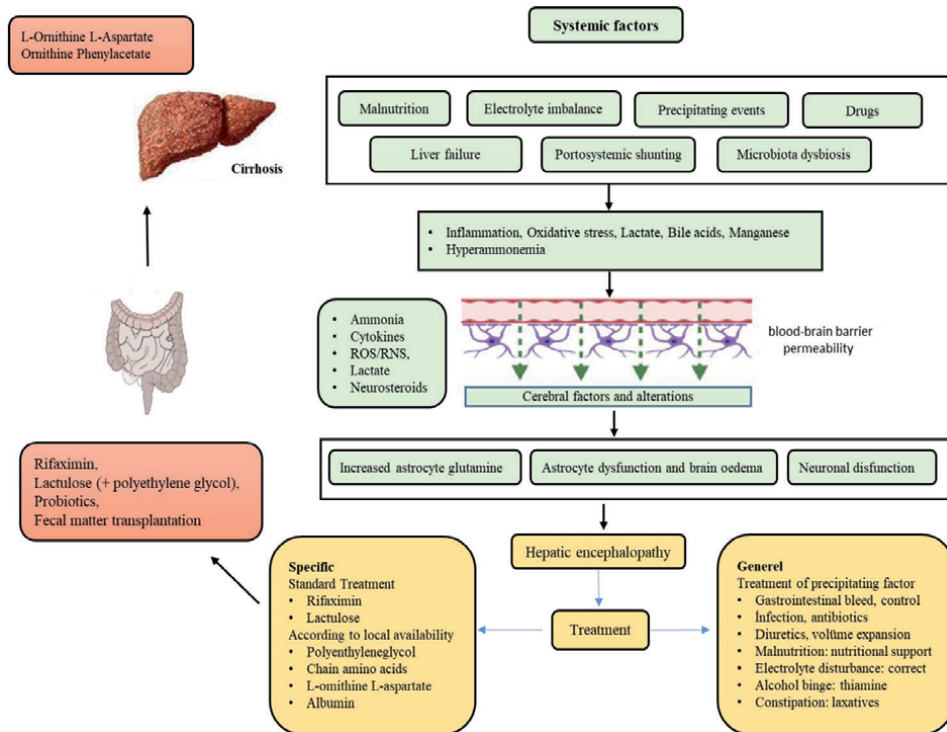 L-Ornithine L-Aspartate
Ornithine Phenylacetate
Cirrhosis
Systemic factors
Malnutrition
Electrolyte imbalance
Precipitating events
Drugs
Liver failure
Portosystemic shunting
Microbiota dysbiosis
• Inflammation, Oxidative stress, Lactate, Bile acids, Manganese
• Hyperammonemia
• Ammonia
• Cytokines
• ROS/RNS,
• Lactate
• Neurosteroids
blood-brain barrier
permeability
Cerebral factors and alterations
Increased astrocyte glutamine
Astrocyte dysfunction and brain oedema
Neuronal disfunction
Rifaximin,
Lactulose (+ polyethylene glycol),
Probiotics,
Fecal matter transplantation
Hepatic encephalopathy
Treatment
Specific
Standard Treatment
• Rifaximin
• Lactulose
According to local availability
• Polyenthyleneglycol
• Chain amino acids
• L-ornithine L-aspartate
• Albumin
Generel
Treatment of precipitating factor
• Gastrointestinal bleed, control
• İnfection, antibiotics
• Diuretics, volüme expansion
• Malnutrition: nutritional support
• Electrolyte disturbance: correct
• Alcohol binge: thiamine
• Constipation: laxatives